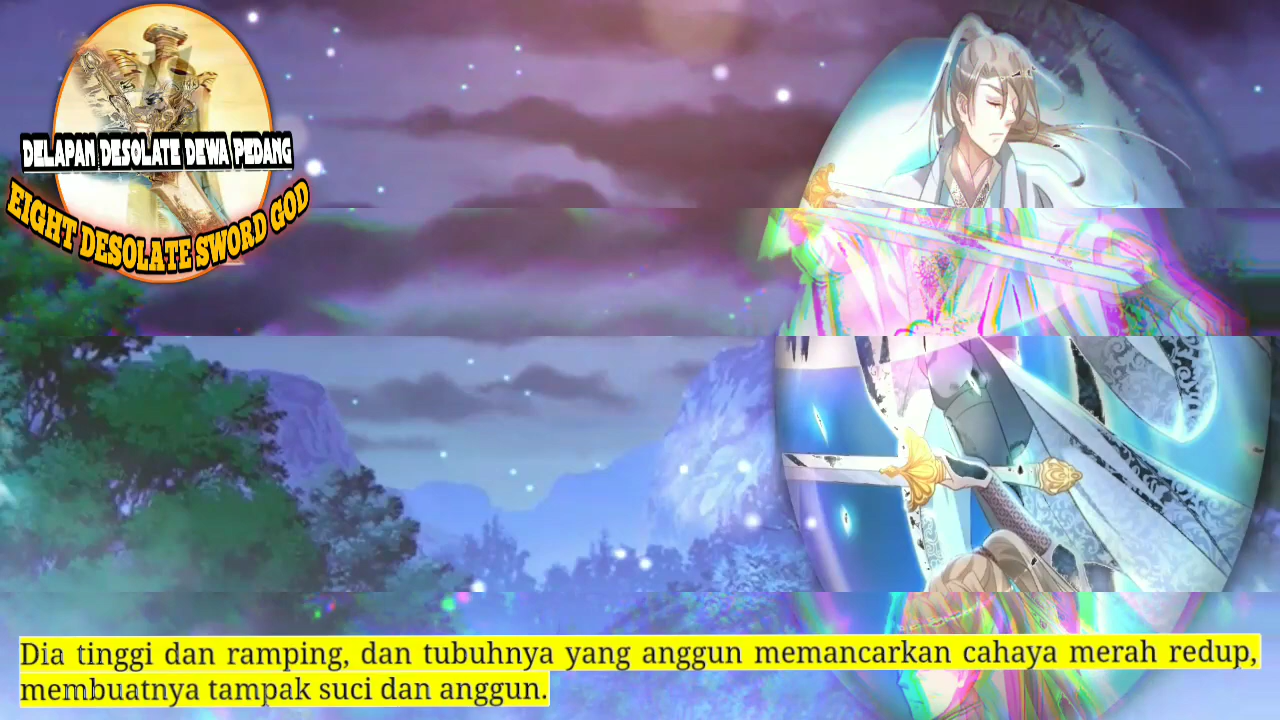 DELAPAN DESOLATE DEWA PEDANG
EIGHT DESOLATE SWORD GOD
Dia tinggi dan ramping, dan tubuhnya yang anggun memancarkan cahaya merah redup,
membuatnya tampak suci dan anggun.